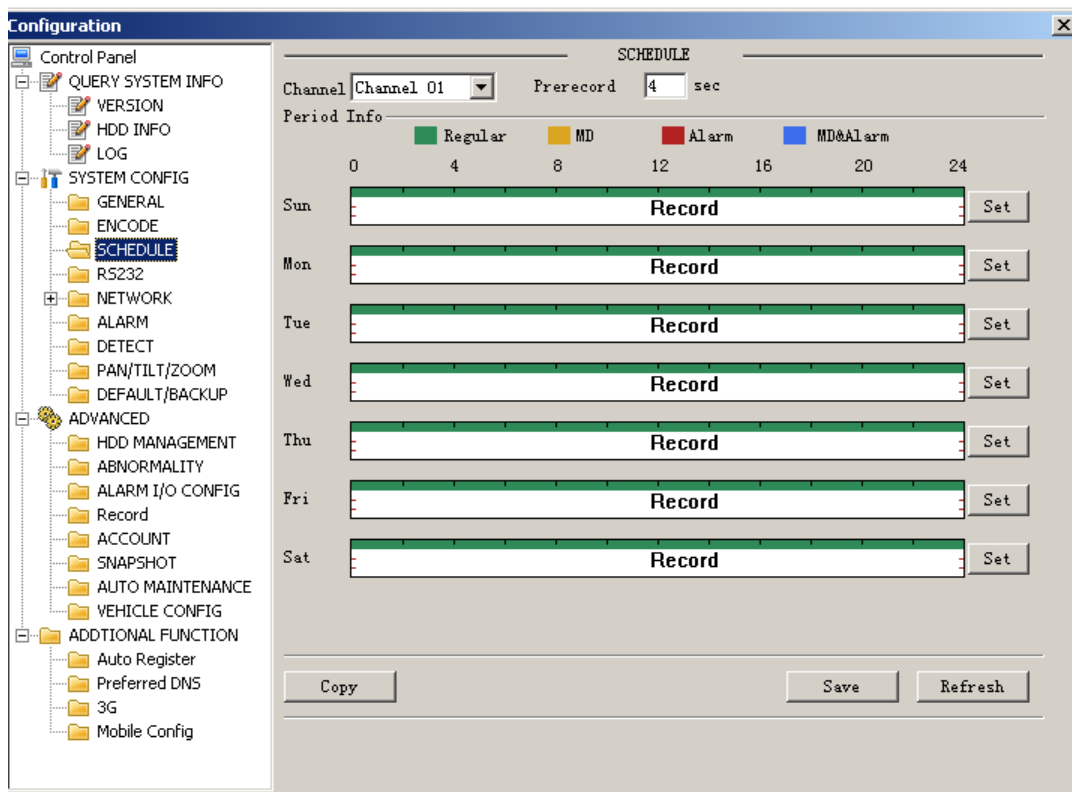 Configuration
Control Panel
QUERY SYSTEM INFO
VERSION
HDD INFO
LOG
SYSTEM CONFIG
GENERAL
ENCODE
SCHEDULE
RS232
NETWORK
ALARM
DETECT
PAN/TILT/ZOOM
DEFAULT/BACKUP
ADVANCED
HDD MANAGEMENT
ABNORMALITY
ALARM I/O CONFIG
Record
ACCOUNT
SNAPSHOT
AUTO MAINTENANCE
VEHICLE CONFIG
ADDTIONAL FUNCTION
Auto Register
Preferred DNS
3G
Mobile Config
SCHEDULE
Channel Channel 01 Prerecord 4 sec
Period Info
Regular MD Alarm MD&Alarm
0 4 8 12 16 20 24
Sun Record Set
Mon Record Set
Tue Record Set
Wed Record Set
Thu Record Set
Fri Record Set
Sat Record Set
Copy Save Refresh